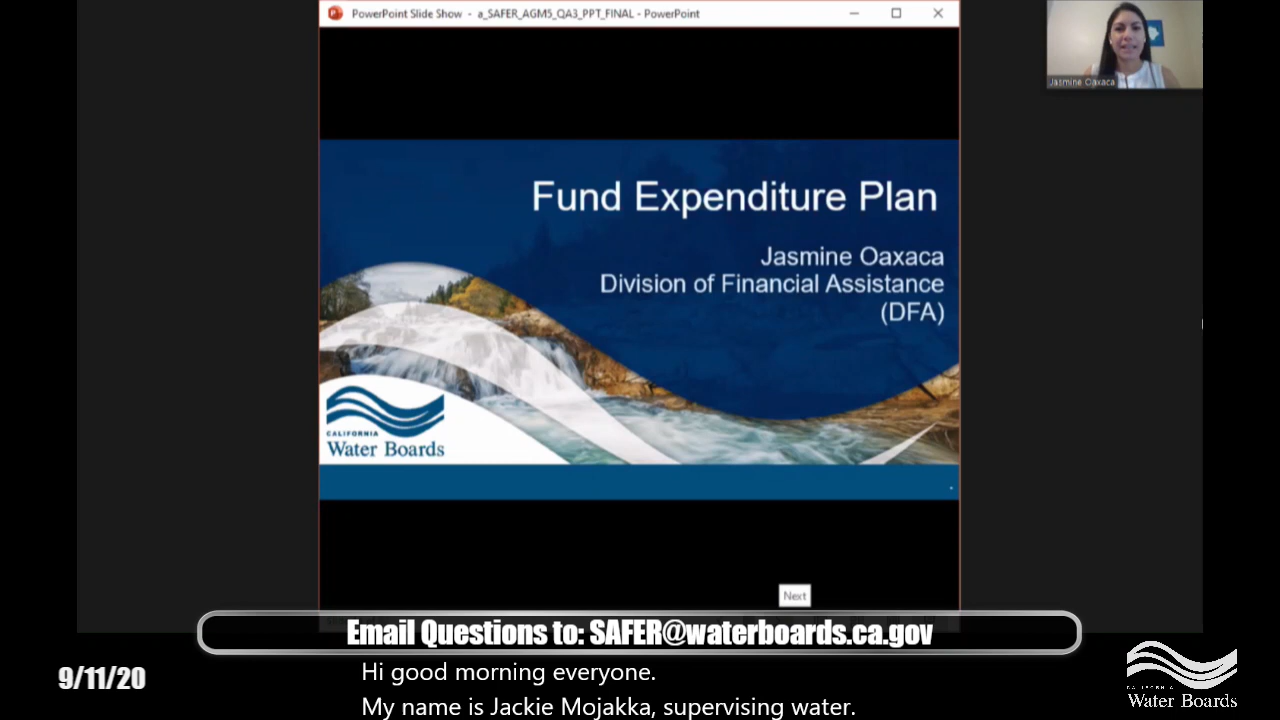 PowerPoint Slide Show - a_SAFER_AGM5_QA3_PPT_FINAL - PowerPoint
Jasmine Oaxaca
Fund Expenditure Plan
Jasmine Oaxaca
Division of Financial Assistance
(DFA)
CALIFORNIA
Water Boards
Next
Email Questions to: SAFER@waterboards.ca.gov
9/11/20
Hi good morning everyone.
My name is Jackie Mojakka, supervising water.
CALIFORNIA
Water Boards